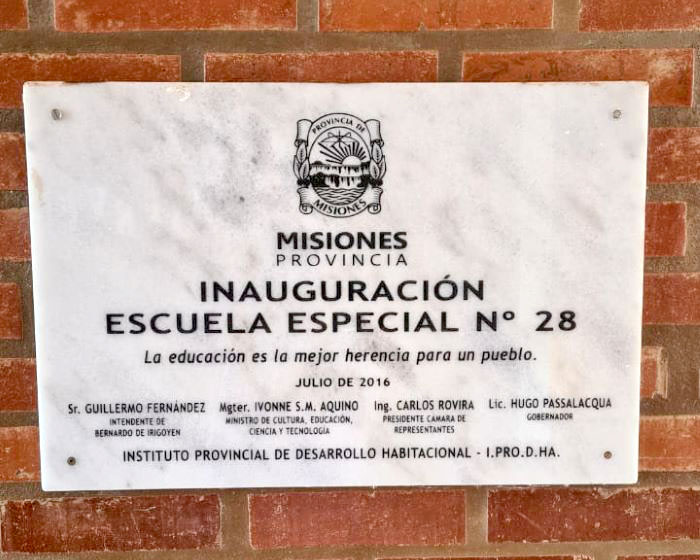 PROVINCIA DE
MISIONES
MISIONES
PROVINCIA
INAUGURACIÓN
ESCUELA ESPECIAL Nº 28
La educación es la mejor herencia para un pueblo.
JULIO DE 2016
Sr. GUILLERMO FERNÁNDEZ
INTENDENTE DE
BERNARDO DE IRIGOYEN
Mgter. IVONNE S.M. AQUINO
MINISTRO DE CULTURA, EDUCACIÓN,
CIENCIA Y TECNOLOGÍA
Ing. CARLOS ROVIRA
PRESIDENTE CAMARA DE
REPRESENTANTES
Lic. HUGO PASSALACQUA
GOBERNADOR
INSTITUTO PROVINCIAL DE DESARROLLO HABITACIONAL - I.PRO.D.HA.